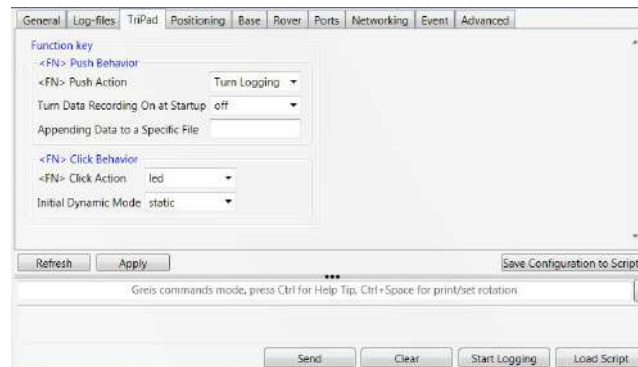 General Log-files TriPad Positioning Base Rover Ports Networking Event Advanced
Function key
<FN> Push Behavior
<FN> Push Action Turn Logging
Turn Data Recording On at Startup off
Appending Data to a Specific File
<FN> Click Behavior
<FN> Click Action led
Initial Dynamic Mode static
Refresh Apply Save Configuration to Script
Greis commands mode, press Ctrl for Help Tip, Ctrl+Space for print/set rotation
Send Clear Start Logging Load Script